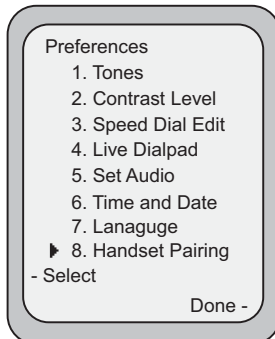 Preferences
1. Tones
2. Contrast Level
3. Speed Dial Edit
4. Live Dialpad
5. Set Audio
6. Time and Date
7. Lanaguge
8. Handset Pairing
- Select
Done -